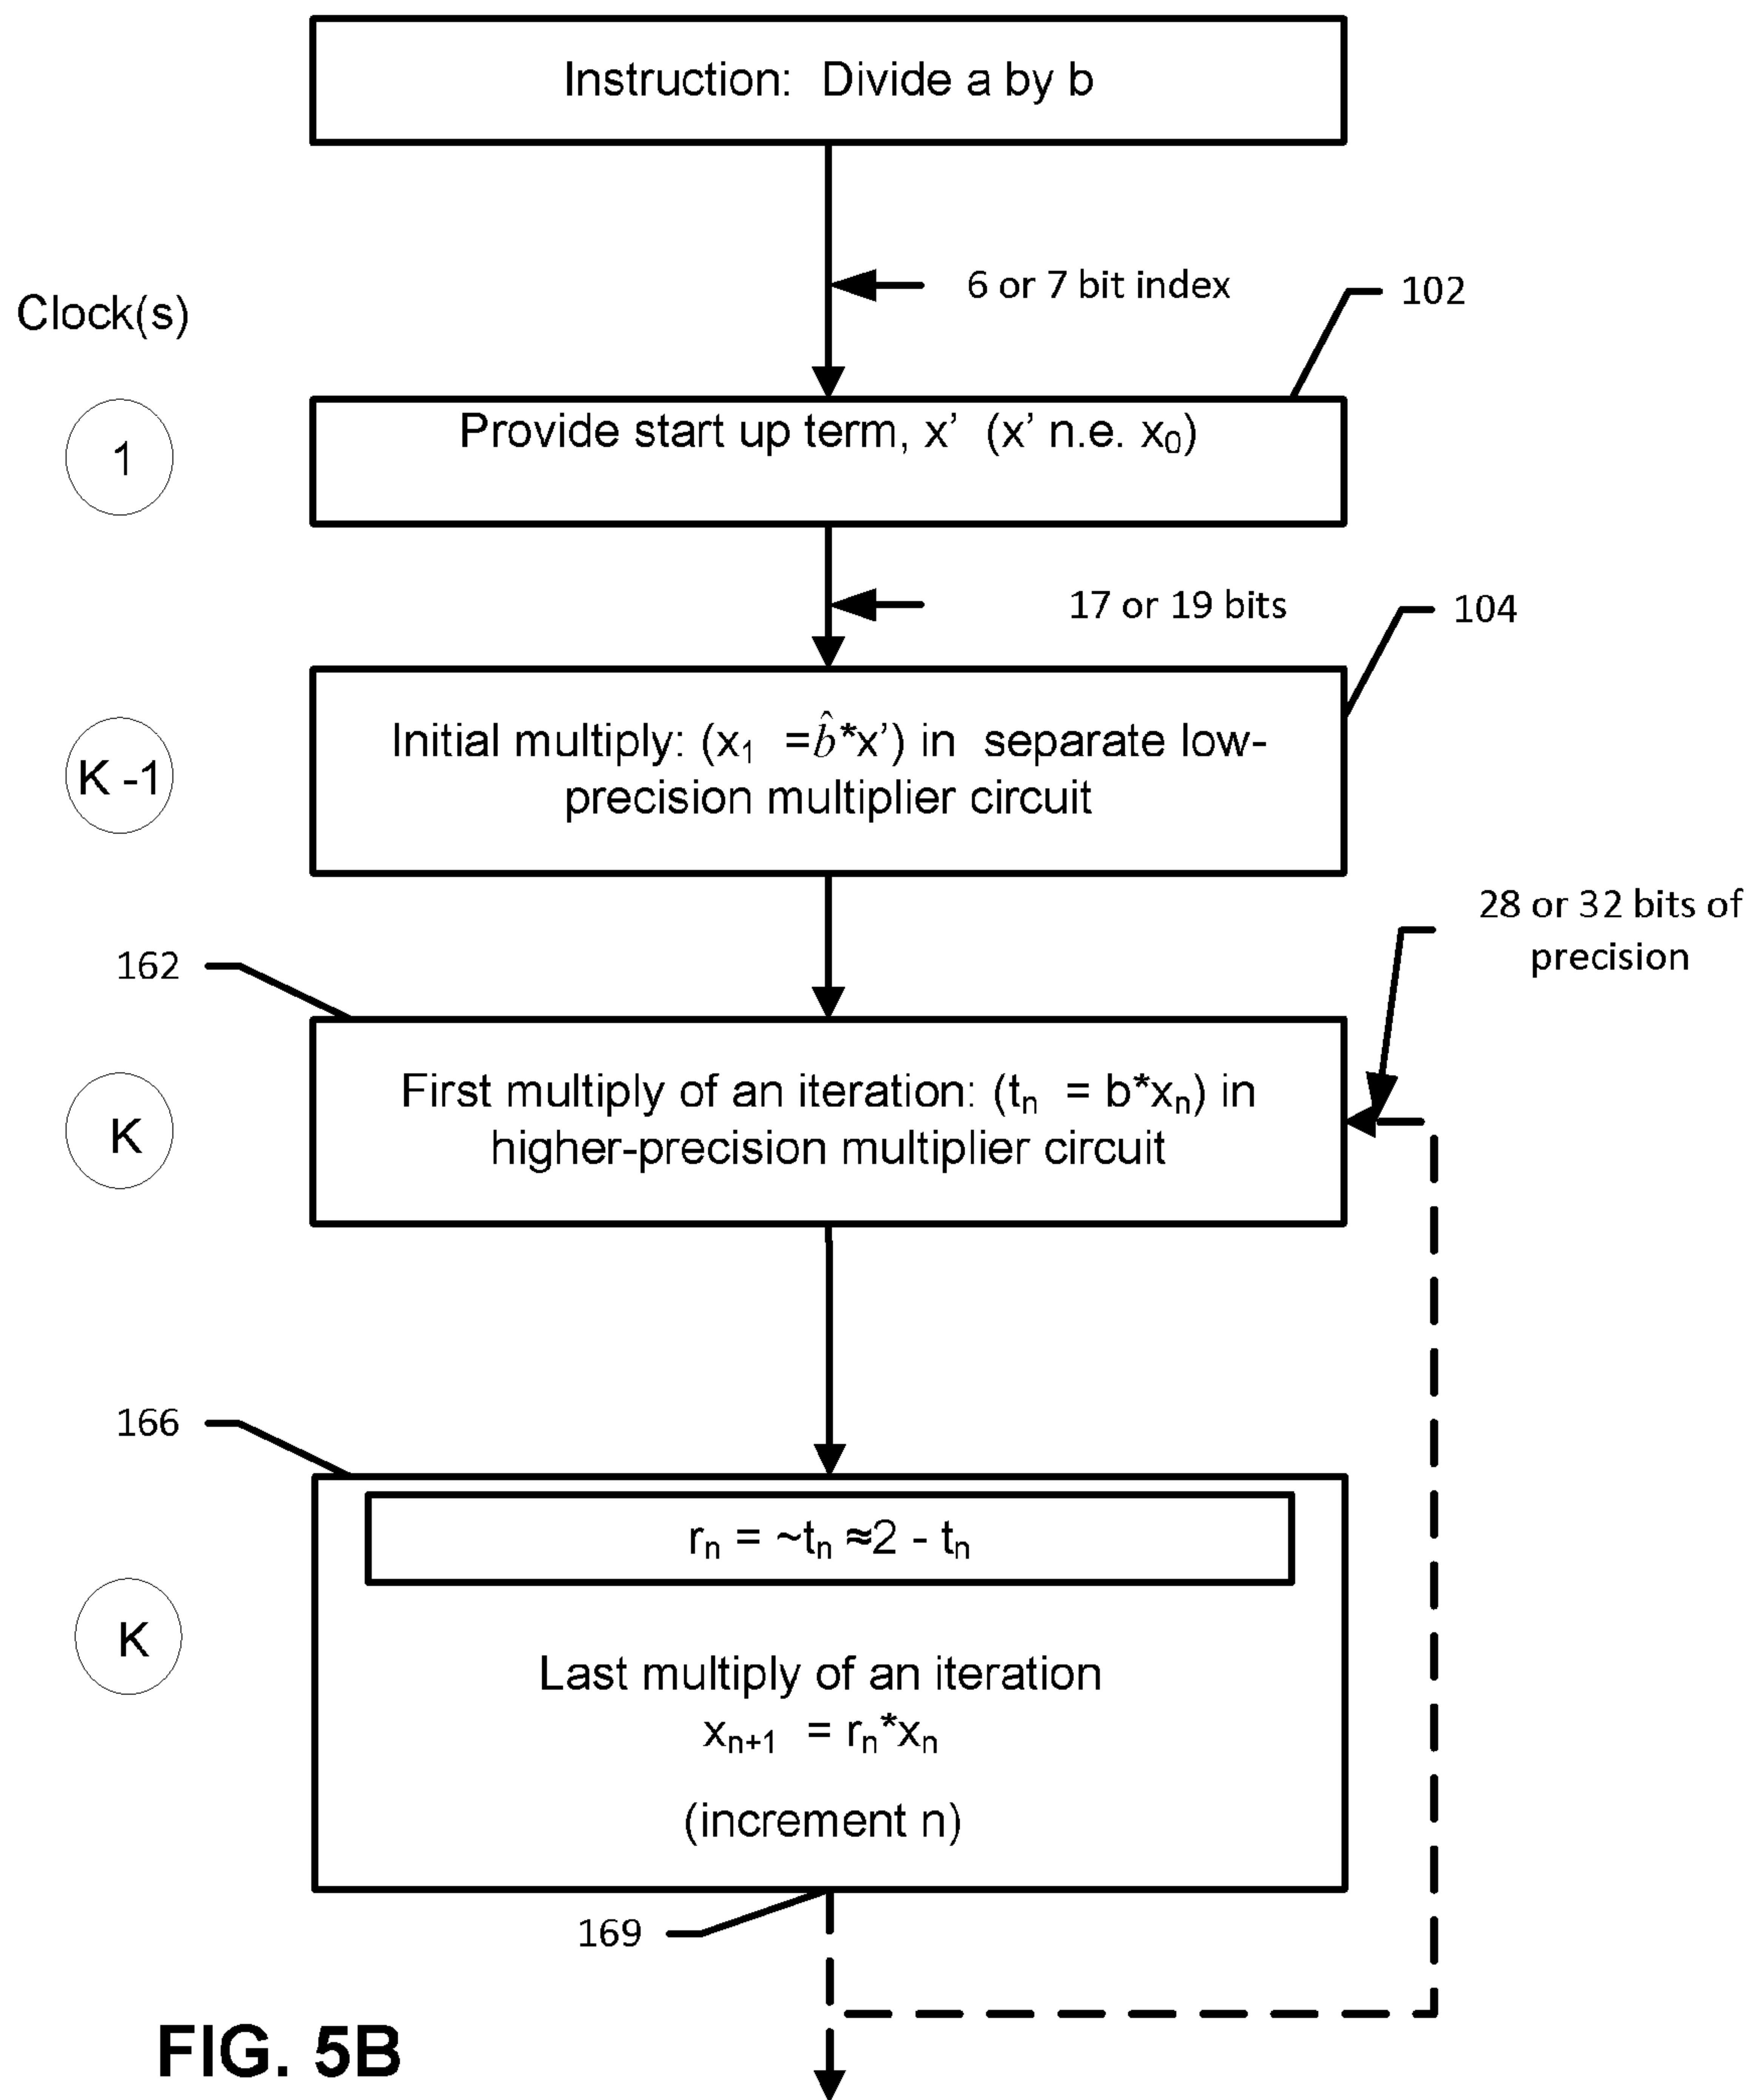 Instruction: Divide a by b
6 or 7 bit index
102
Clock(s)
1
Provide start up term, x’ (x’ n.e. x₀)
17 or 19 bits
104
K -1
Initial multiply: (x₁ =b̂*x’) in separate low-
precision multiplier circuit
28 or 32 bits of
precision
162
K
First multiply of an iteration: (tₙ = b*xₙ) in
higher-precision multiplier circuit
166
rₙ = ~tₙ ≈2 - tₙ
K
Last multiply of an iteration
xₙ₊₁ = rₙ*xₙ
(increment n)
169
FIG. 5B